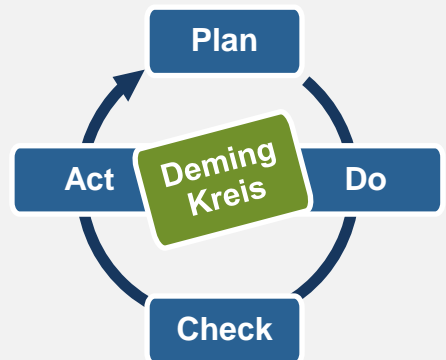 Plan
Act
Deming
Kreis
Do
Check